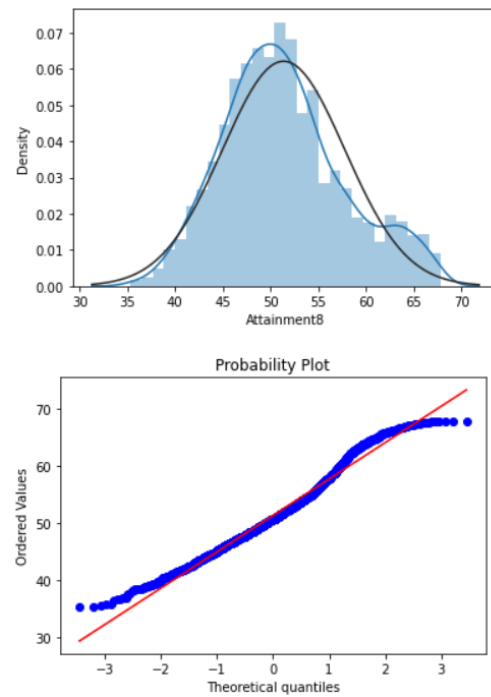 0.07
0.06
0.05
0.04
0.03
0.02
0.01
0.00
Density
30 35 40 45 50 55 60 65 70
Attainment8
Probability Plot
70
60
50
40
30
Ordered Values
−3 −2 −1 0 1 2 3
Theoretical quantiles